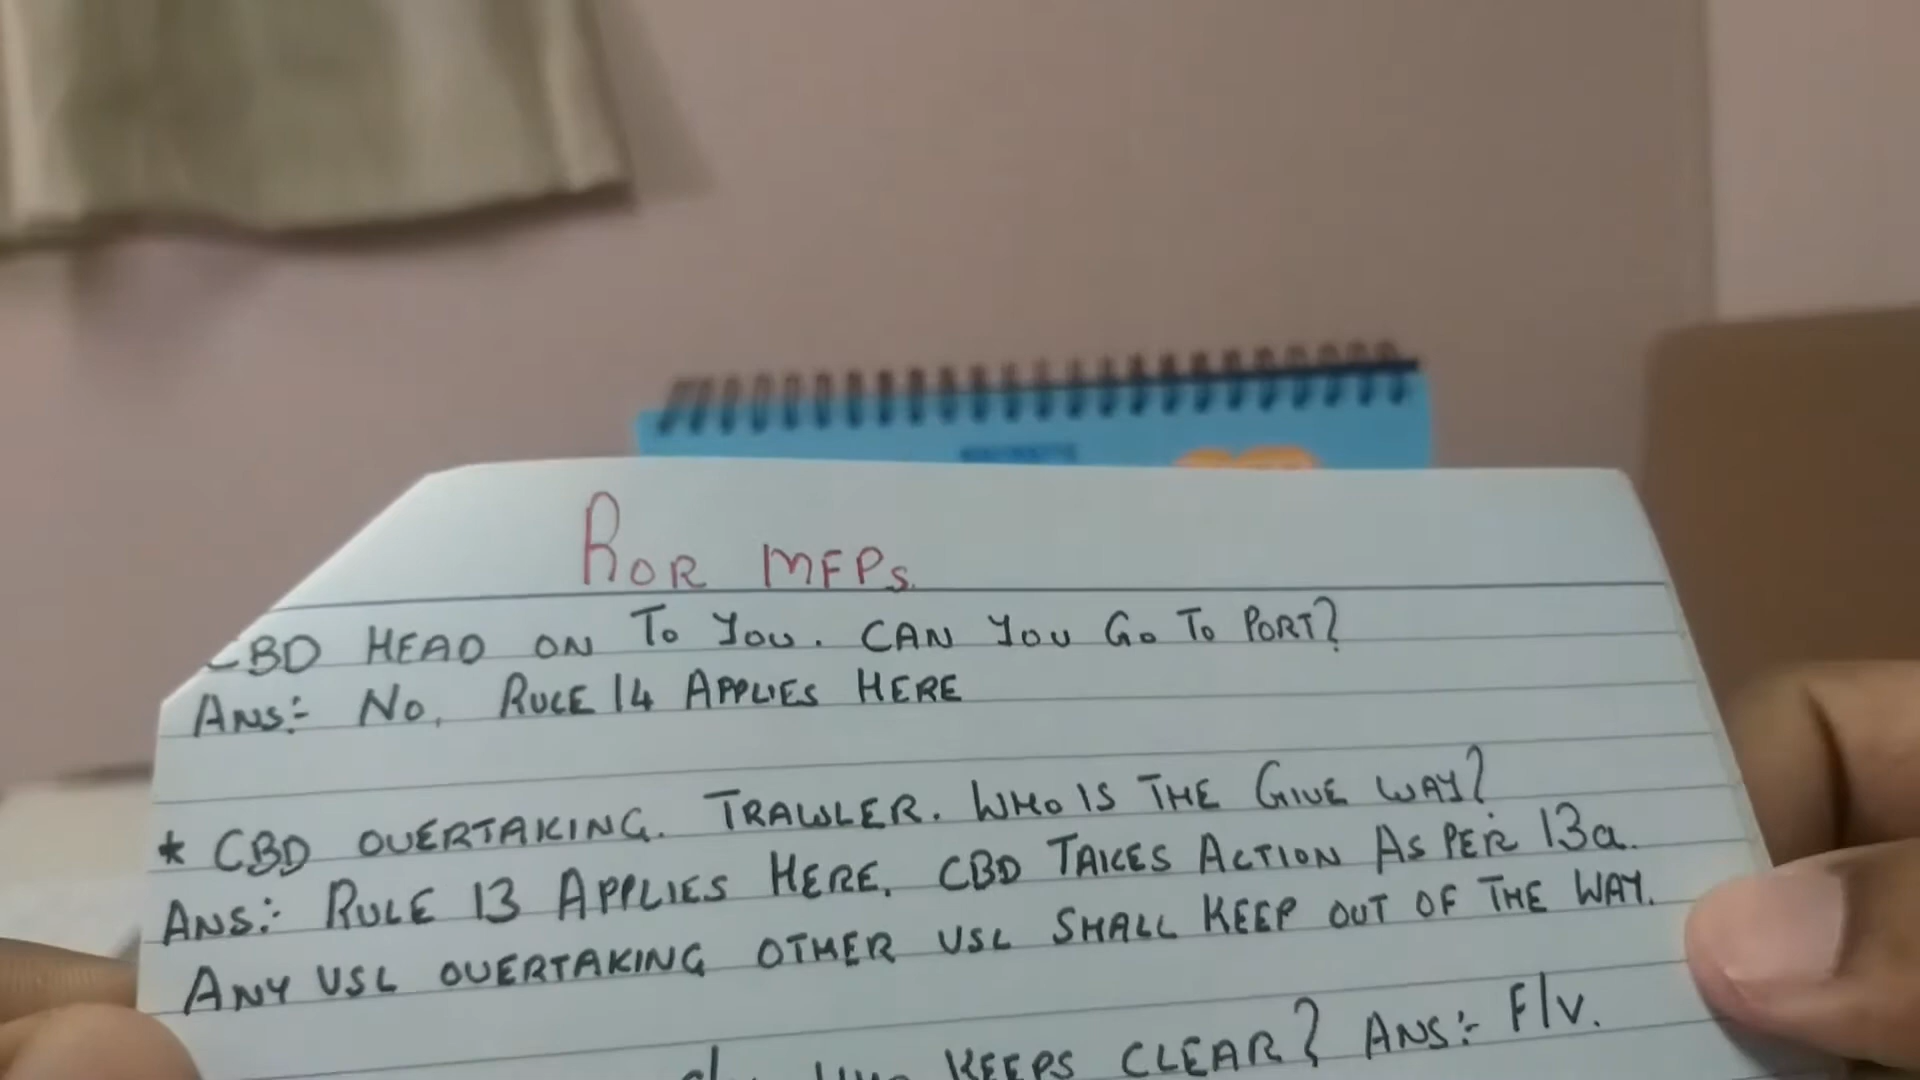 ROR MFPs.
CBD HEAD ON TO YOU. CAN YOU GO TO PORT?
ANS:- NO, RULE 14 APPLIES HERE
* CBD OVERTAKING. TRAWLER. WHO IS THE GIVE WAY?
ANS:- RULE 13 APPLIES HERE. CBD TAKES ACTION AS PER 13a.
ANY VSL OVERTAKING OTHER VSL SHALL KEEP OUT OF THE WAY.
KEEPS CLEAR? ANS:- F/V.